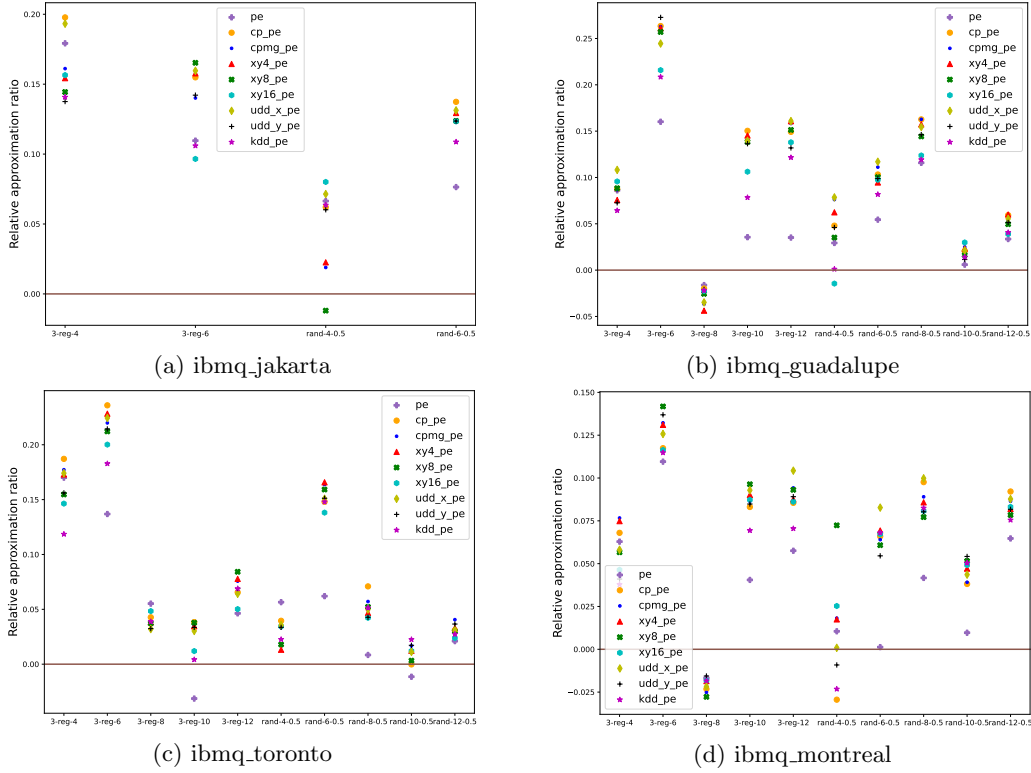 Relative approximation ratio
0.20
0.15
0.10
0.05
0.00
pe
cp_pe
cpmg_pe
xy4_pe
xy8_pe
xy16_pe
udd_x_pe
udd_y_pe
kdd_pe
3-reg-4 3-reg-6 rand-4-0.5 rand-6-0.5
(a) ibmq_jakarta
Relative approximation ratio
0.25
0.20
0.15
0.10
0.05
0.00
−0.05
pe
cp_pe
cpmg_pe
xy4_pe
xy8_pe
xy16_pe
udd_x_pe
udd_y_pe
kdd_pe
3-reg-4 3-reg-6 3-reg-8 3-reg-10 3-reg-12 rand-4-0.5 rand-6-0.5 rand-8-0.5 rand-10-0.5 rand-12-0.5
(b) ibmq_guadalupe
Relative approximation ratio
0.20
0.15
0.10
0.05
0.00
pe
cp_pe
cpmg_pe
xy4_pe
xy8_pe
xy16_pe
udd_x_pe
udd_y_pe
kdd_pe
3-reg-4 3-reg-6 3-reg-8 3-reg-10 3-reg-12 rand-4-0.5 rand-6-0.5 rand-8-0.5 rand-10-0.5 rand-12-0.5
(c) ibmq_toronto
Relative approximation ratio
0.150
0.125
0.100
0.075
0.050
0.025
0.000
−0.025
pe
cp_pe
cpmg_pe
xy4_pe
xy8_pe
xy16_pe
udd_x_pe
udd_y_pe
kdd_pe
3-reg-4 3-reg-6 3-reg-8 3-reg-10 3-reg-12 rand-4-0.5 rand-6-0.5 rand-8-0.5 rand-10-0.5 rand-12-0.5
(d) ibmq_montreal